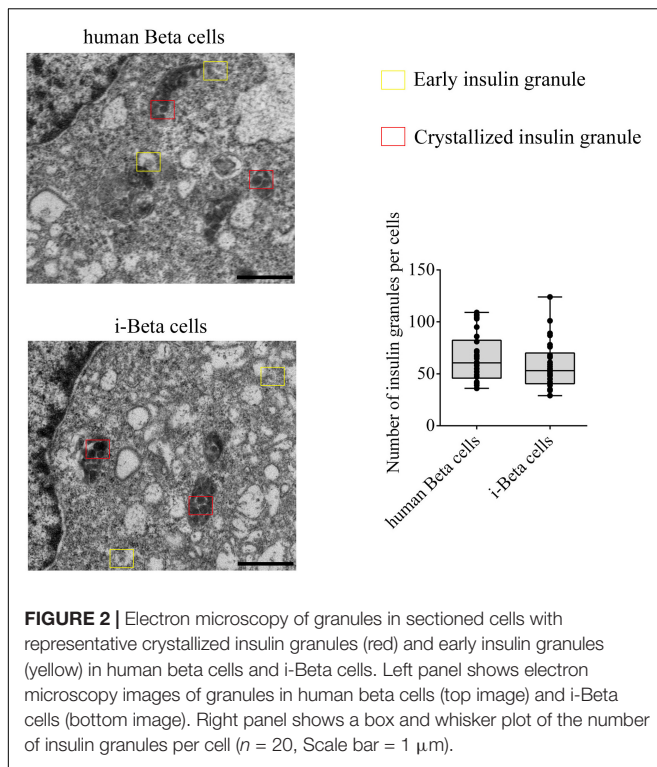 human Beta cells
Early insulin granule
Crystallized insulin granule
i-Beta cells
Number of insulin granules per cells
150
100
50
0
human Beta cells
i-Beta cells
FIGURE 2 | Electron microscopy of granules in sectioned cells with
representative crystallized insulin granules (red) and early insulin granules
(yellow) in human beta cells and i-Beta cells. Left panel shows electron
microscopy images of granules in human beta cells (top image) and i-Beta
cells (bottom image). Right panel shows a box and whisker plot of the number
of insulin granules per cell (n = 20, Scale bar = 1 μm).